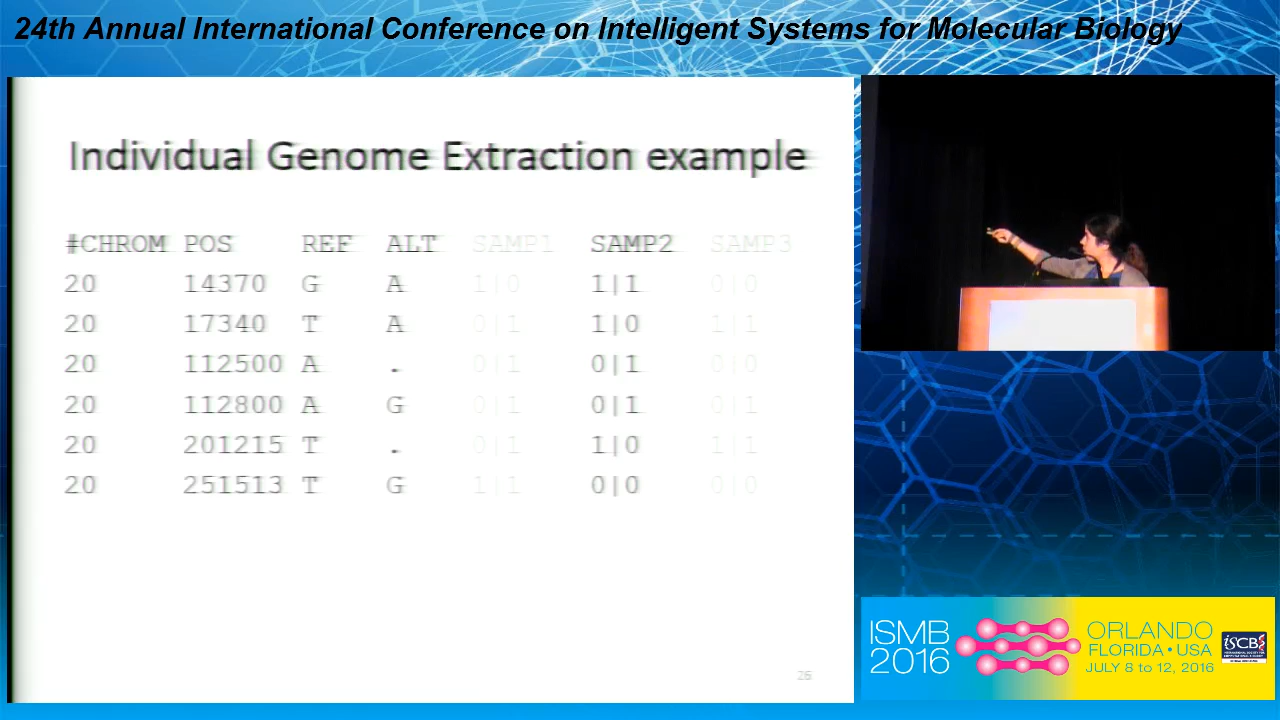 24th Annual International Conference on Intelligent Systems for Molecular Biology
Individual Genome Extraction example
#CHROM POS REF ALT SAMP1 SAMP2 SAMP3
20 14370 G A 1|0 1|1 0|0
20 17340 T A 0|1 1|0 1|1
20 112500 A . 0|1 0|1 0|0
20 112800 A G 0|1 0|1 0|1
20 201215 T . 0|1 1|0 1|1
20 251513 T G 1|1 0|0 0|0
26
ISMB
2016
ORLANDO
FLORIDA • USA
JULY 8 to 12, 2016
ISCB